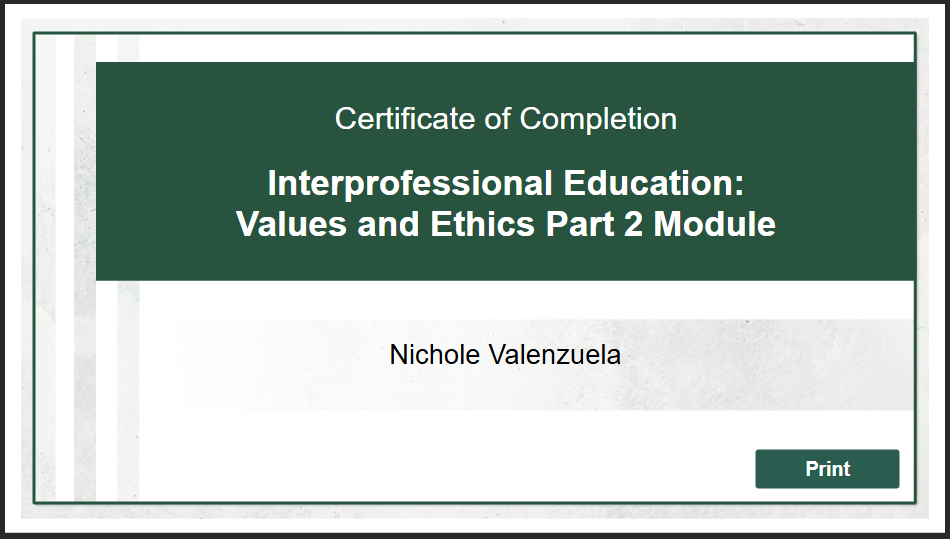 Certificate of Completion
Interprofessional Education:
Values and Ethics Part 2 Module
Nichole Valenzuela
Print